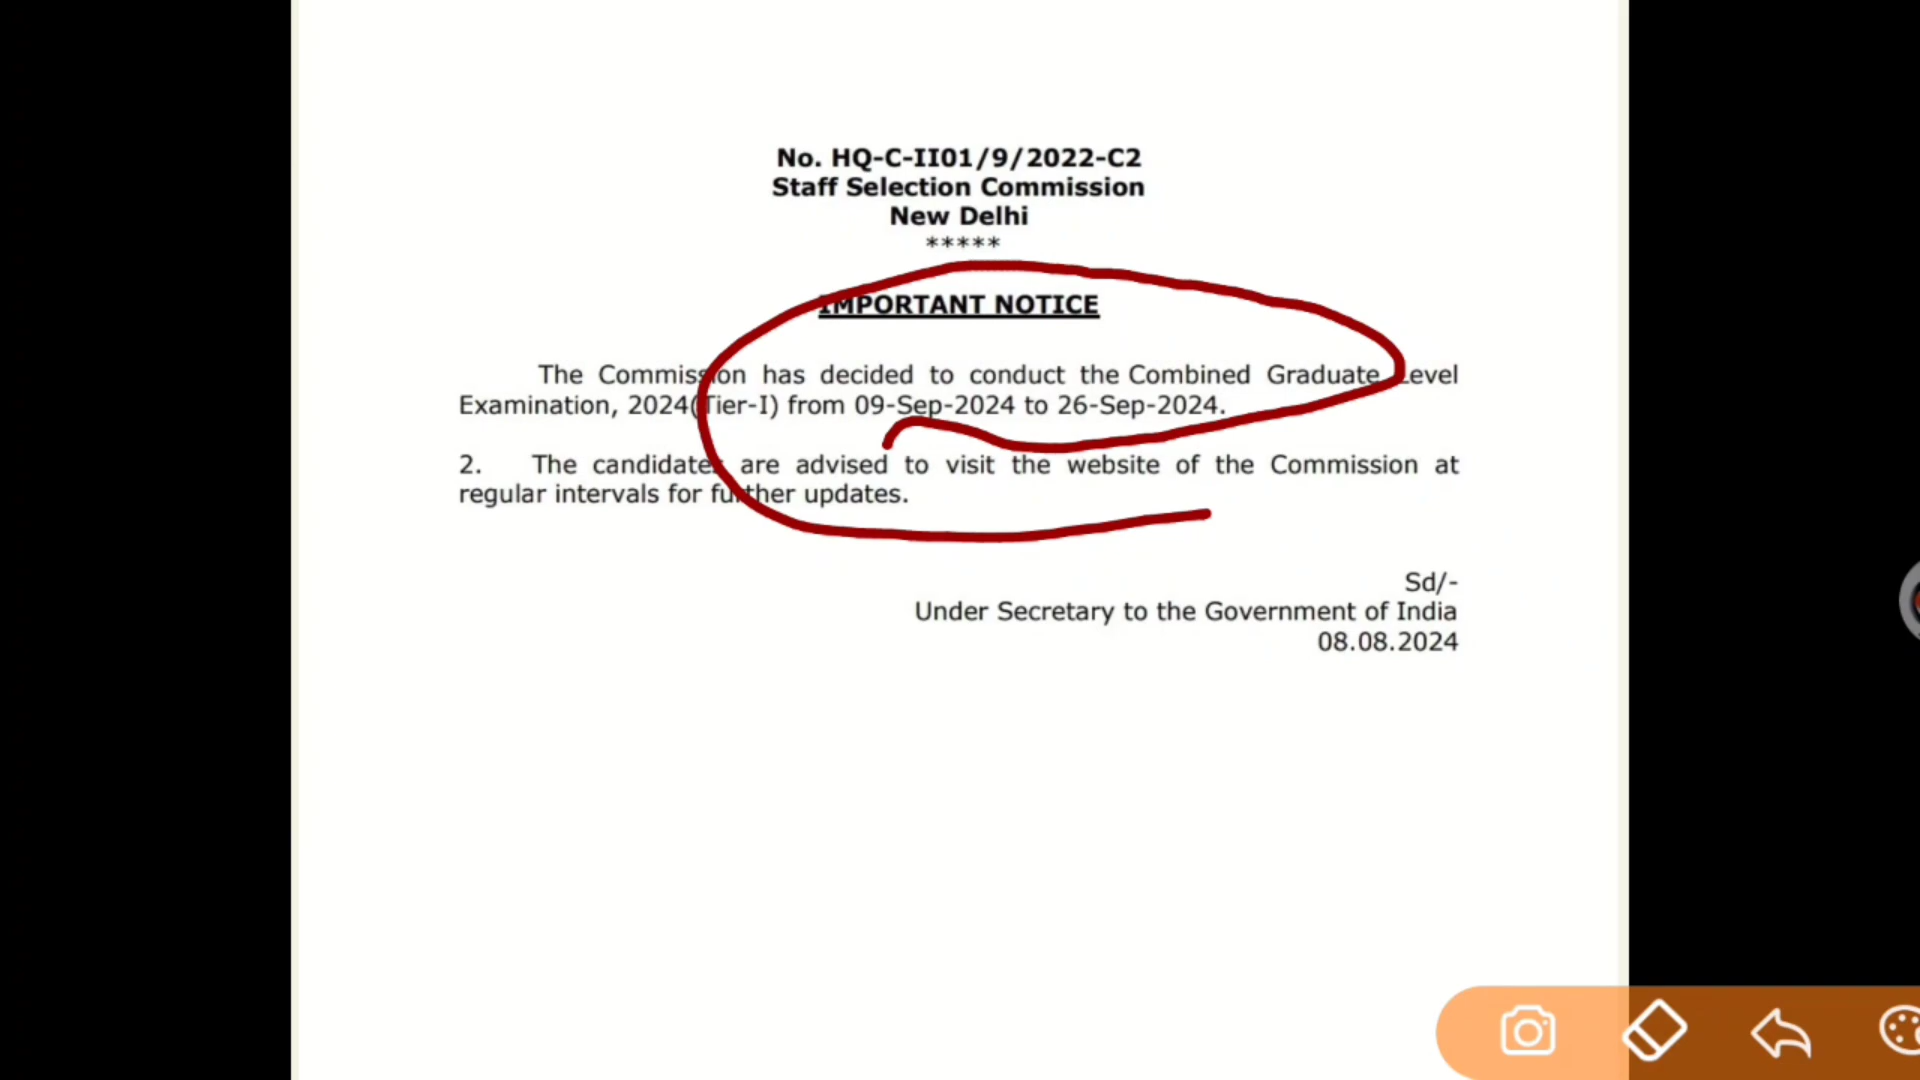 No. HQ-C-II01/9/2022-C2
Staff Selection Commission
New Delhi
*****
IMPORTANT NOTICE
The Commission has decided to conduct the Combined Graduate Level
Examination, 2024(Tier-I) from 09-Sep-2024 to 26-Sep-2024.
2. The candidates are advised to visit the website of the Commission at
regular intervals for further updates.
Sd/-
Under Secretary to the Government of India
08.08.2024